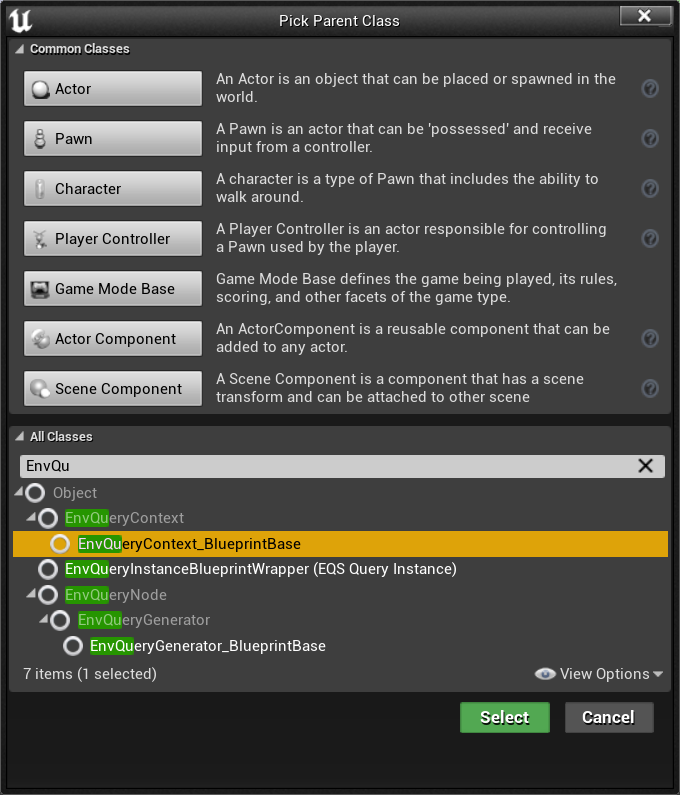 Pick Parent Class
Common Classes
Actor
An Actor is an object that can be placed or spawned in the
world.
Pawn
A Pawn is an actor that can be 'possessed' and receive
input from a controller.
Character
A character is a type of Pawn that includes the ability to
walk around.
Player Controller
A Player Controller is an actor responsible for controlling
a Pawn used by the player.
Game Mode Base
Game Mode Base defines the game being played, its rules,
scoring, and other facets of the game type.
Actor Component
An ActorComponent is a reusable component that can be
added to any actor.
Scene Component
A Scene Component is a component that has a scene
transform and can be attached to other scene
All Classes
EnvQu
Object
EnvQueryContext
EnvQueryContext_BlueprintBase
EnvQueryInstanceBlueprintWrapper (EQS Query Instance)
EnvQueryNode
EnvQueryGenerator
EnvQueryGenerator_BlueprintBase
7 items (1 selected)
View Options
Select
Cancel